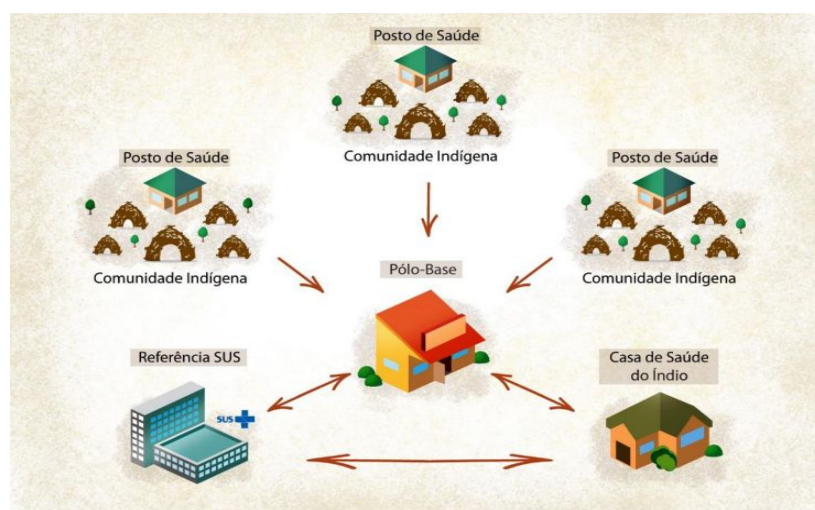 Posto de Saúde
Comunidade Indígena
Posto de Saúde
Comunidade Indígena
Posto de Saúde
Comunidade Indígena
Pólo-Base
Referência SUS
SUS
Casa de Saúde
do Índio